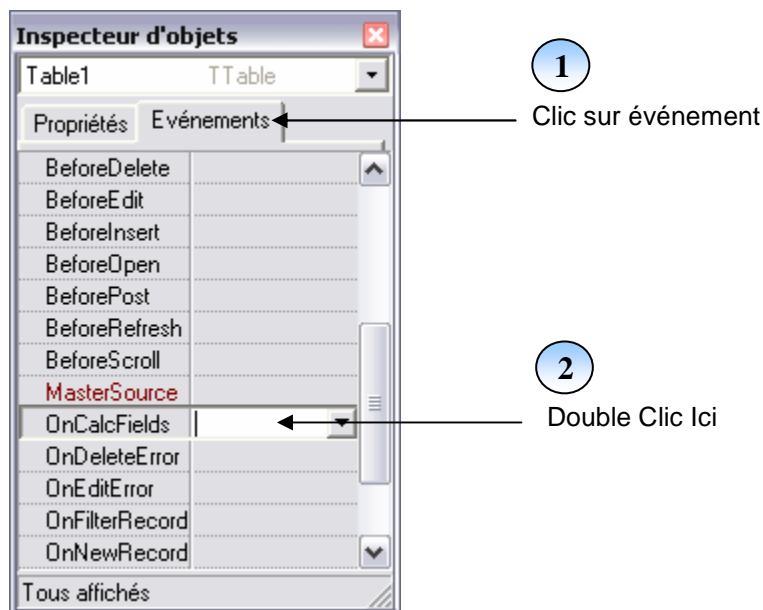 Inspecteur d'objets
Table1 TTable
Propriétés Evénements
1
Clic sur événement
BeforeDelete
BeforeEdit
BeforeInsert
BeforeOpen
BeforePost
BeforeRefresh
BeforeScroll
MasterSource
2
OnCalcFields
Double Clic Ici
OnDeleteError
OnEditError
OnFilterRecord
OnNewRecord
Tous affichés